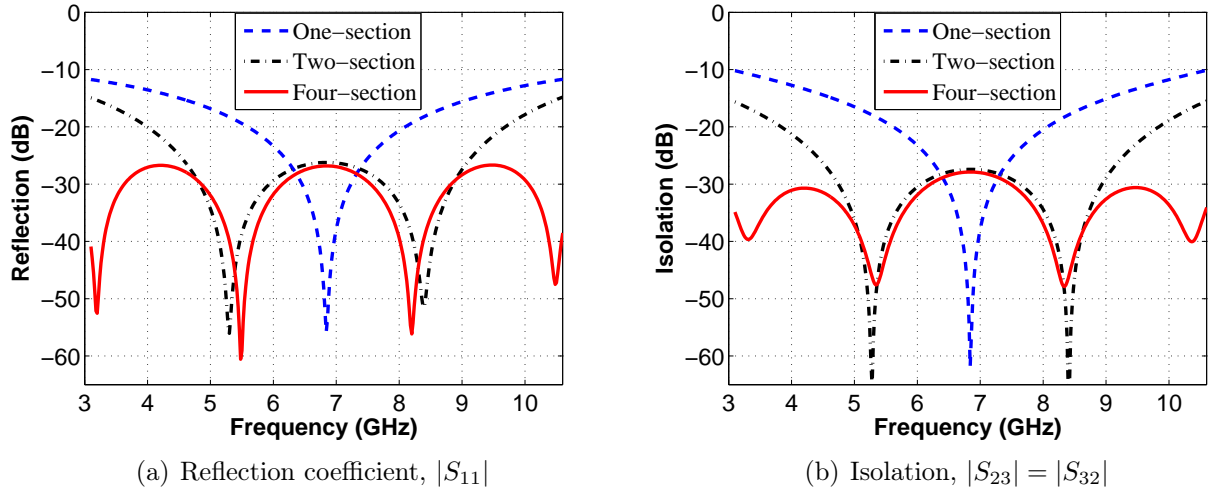 0
−10
−20
−30
−40
−50
−60
Reflection (dB)
One−section
Two−section
Four−section
3 4 5 6 7 8 9 10
Frequency (GHz)
(a) Reflection coefficient, |S₁₁|
0
−10
−20
−30
−40
−50
−60
Isolation (dB)
One−section
Two−section
Four−section
3 4 5 6 7 8 9 10
Frequency (GHz)
(b) Isolation, |S₂₃| = |S₃₂|